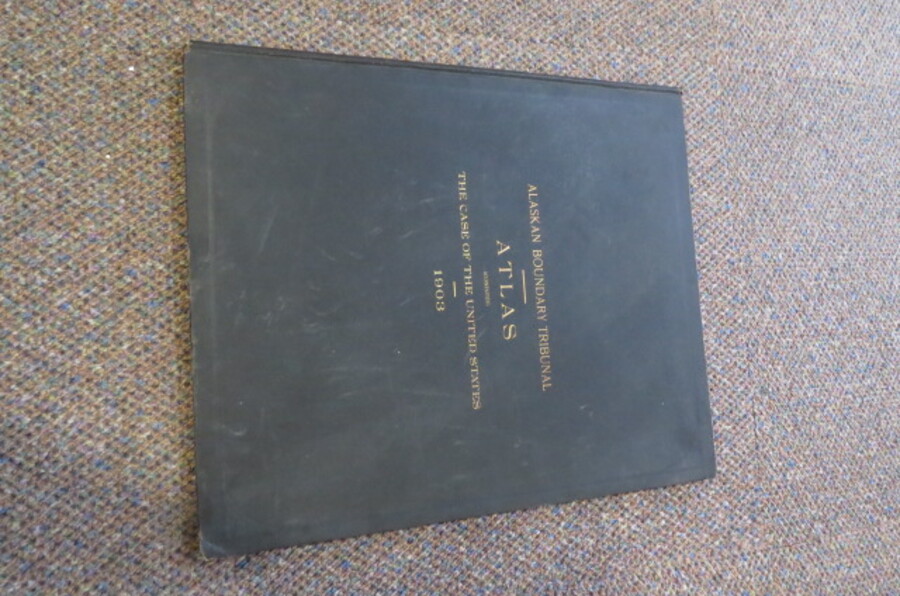 ALASKAN BOUNDARY TRIBUNAL
ATLAS
THE CASE OF THE UNITED STATES
1903